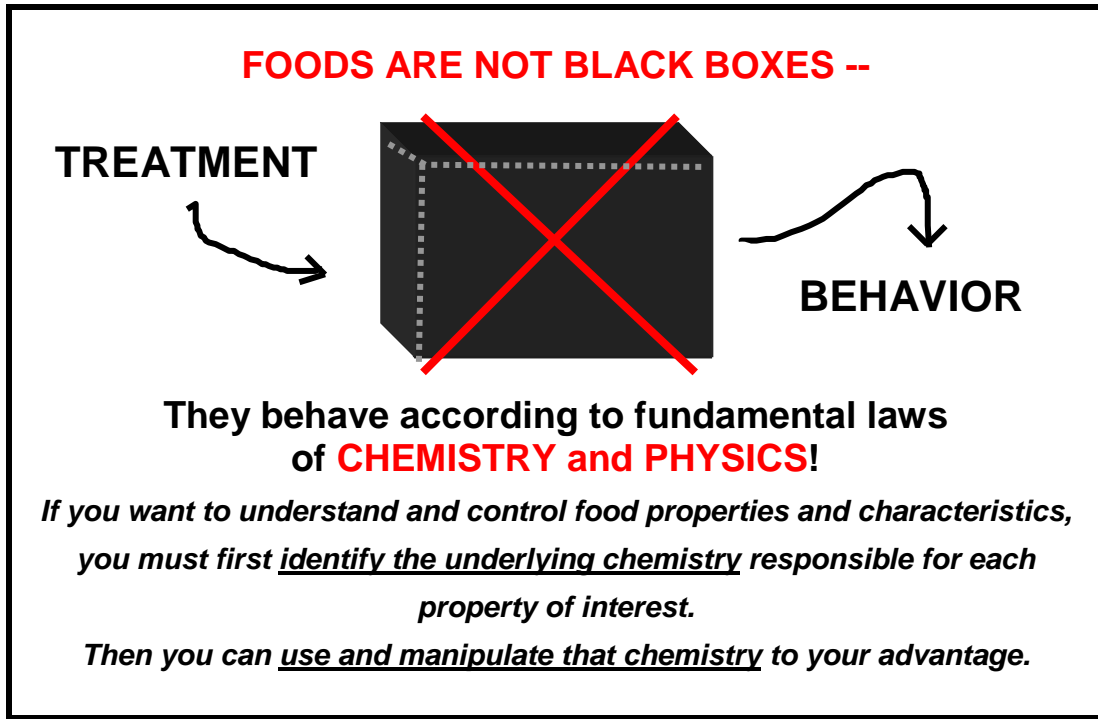 FOODS ARE NOT BLACK BOXES --
TREATMENT
BEHAVIOR
They behave according to fundamental laws
of CHEMISTRY and PHYSICS!
If you want to understand and control food properties and characteristics,
you must first identify the underlying chemistry responsible for each
property of interest.
Then you can use and manipulate that chemistry to your advantage.